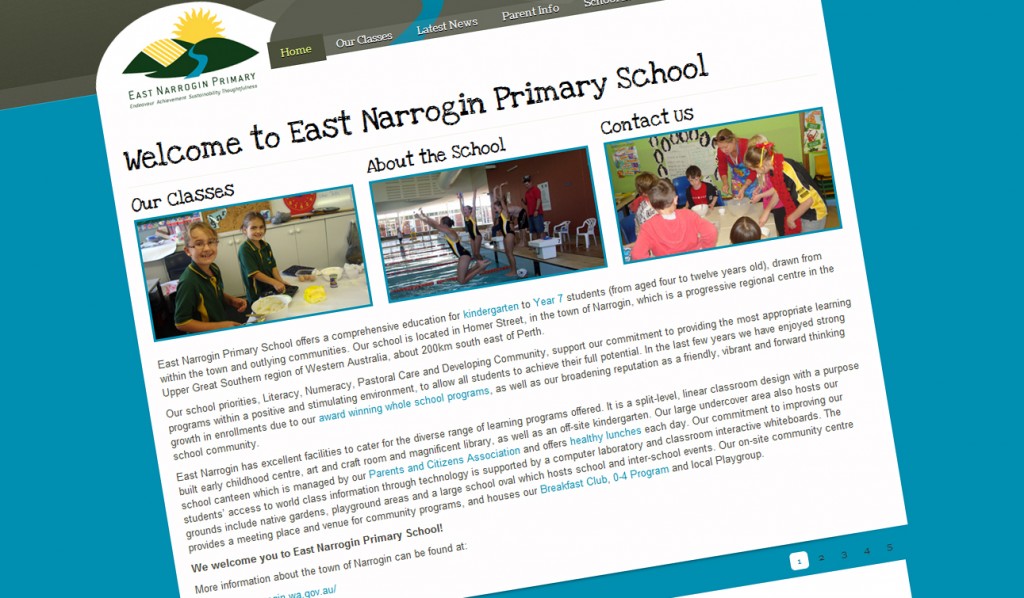 East Narrogin Primary
Endeavour Achievement Sustainability Thoughtfulness
Home
Our Classes
Latest News
Parent Info
Welcome to East Narrogin Primary School
Our Classes
About the School
Contact Us
East Narrogin Primary School offers a comprehensive education for kindergarten to Year 7 students (from aged four to twelve years old), drawn from
within the town and outlying communities. Our school is located in Homer Street, in the town of Narrogin, which is a progressive regional centre in the
Upper Great Southern region of Western Australia, about 200km south east of Perth.
Our school priorities, Literacy, Numeracy, Pastoral Care and Developing Community, support our commitment to providing the most appropriate learning
programs within a positive and stimulating environment, to allow all students to achieve their full potential. In the last few years we have enjoyed strong
growth in enrollments due to our award winning whole school programs, as well as our broadening reputation as a friendly, vibrant and forward thinking
school community.
East Narrogin has excellent facilities to cater for the diverse range of learning programs offered. It is a split-level, linear classroom design with a purpose
built early childhood centre, art and craft room and magnificent library, as well as an off-site kindergarten. Our large undercover area also hosts our
school canteen which is managed by our Parents and Citizens Association and offers healthy lunches each day. Our commitment to improving our
students' access to world class information through technology is supported by a computer laboratory and classroom interactive whiteboards. The
grounds include native gardens, playground areas and a large school oval which hosts school and inter-school events. Our on-site community centre
provides a meeting place and venue for community programs, and houses our Breakfast Club, 0-4 Program and local Playgroup.
We welcome you to East Narrogin Primary School!
More information about the town of Narrogin can be found at:
.wa.gov.au/
1 2 3 4 5